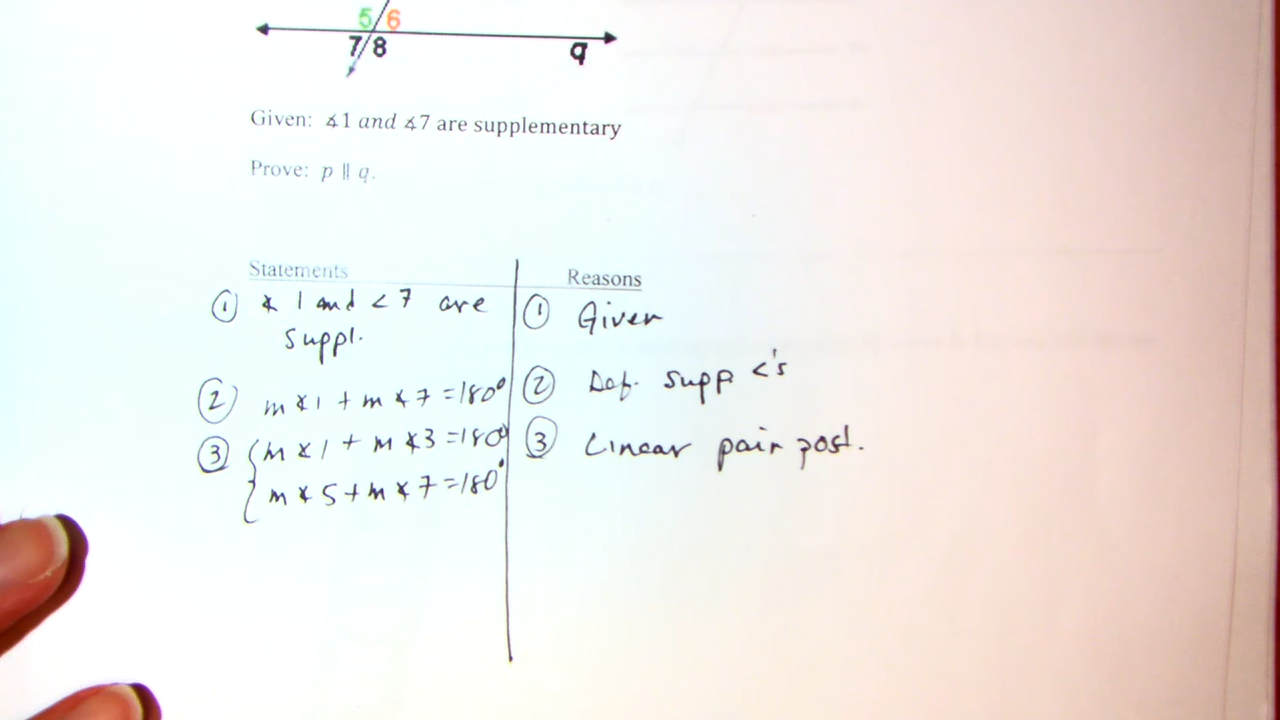 5 6
7 8
q
Given: ∡1 and ∡7 are supplementary
Prove: p ∥ q.
Statements
Reasons
① ∡ 1 and < 7 are
suppl.
① Given
② m∡1 + m∡7 = 180°
② Def. supp <'s
③ { m∡1 + m∡3 = 180°
m∡5 + m∡7 = 180°
③ Linear pair post.